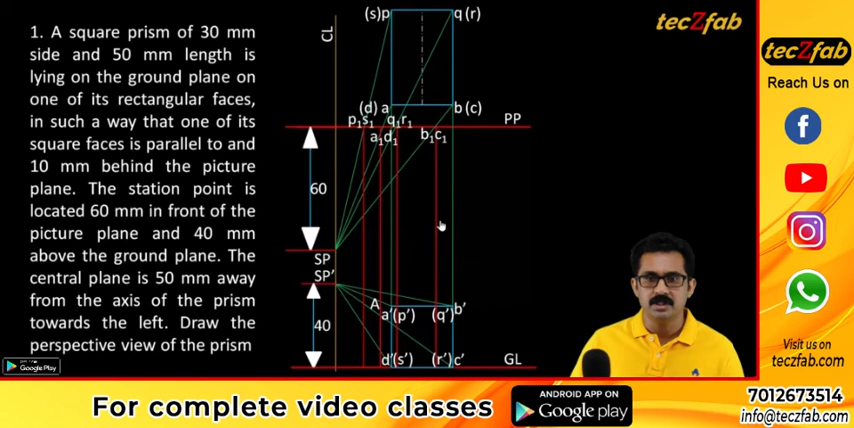 1. A square prism of 30 mm
side and 50 mm length is
lying on the ground plane on
one of its rectangular faces,
in such a way that one of its
square faces is parallel to and
10 mm behind the picture
plane. The station point is
located 60 mm in front of the
picture plane and 40 mm
above the ground plane. The
central plane is 50 mm away
from the axis of the prism
towards the left. Draw the
perspective view of the prism
Google Play
CL
(s)p q (r)
(d) a b (c)
p₁s₁ q₁r₁
a₁d₁ b₁c₁
PP
60
SP
SP'
A
a'(p') (q')b'
40
d'(s') (r')c'
GL
tecZfab
tecZfab
Reach Us on
Visit us on
teczfab.com
For complete video classes
ANDROID APP ON
Google play
7012673514
info@teczfab.com